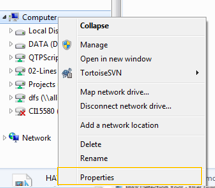 Computer
Local Dis
DATA (D
QTPScrip
02-Lines
Projects
dfs (\\all
CI15580
Network
Collapse
Manage
Open in new window
TortoiseSVN
Map network drive...
Disconnect network drive...
Add a network location
Delete
Rename
Properties
HA